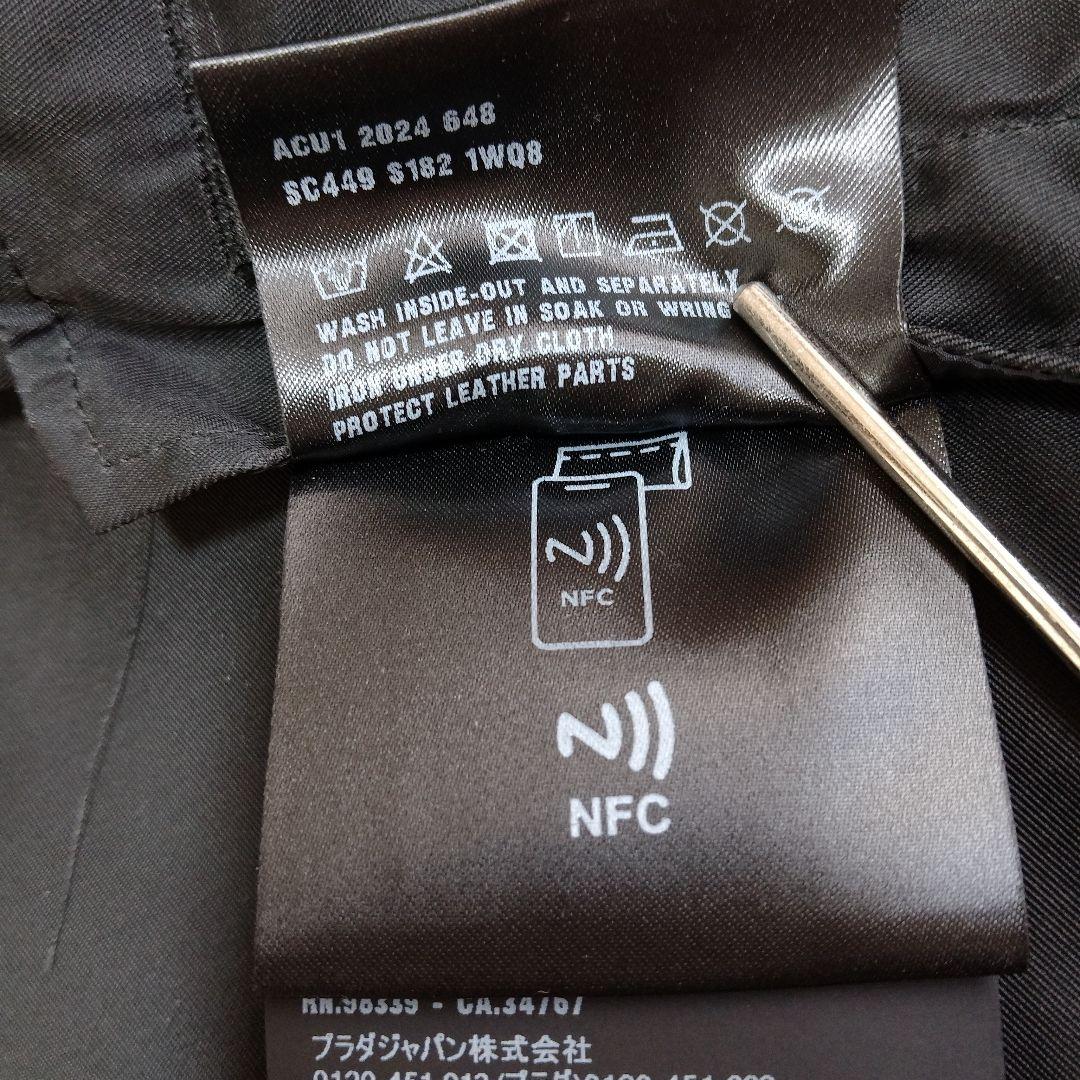 ACU1 2024 648
SC449 S182 1WQ8
WASH INSIDE-OUT AND SEPARATELY
DO NOT LEAVE IN SOAK OR WRING
IRON UNDER DRY CLOTH
PROTECT LEATHER PARTS
NFC
NFC
RN.98339 - CA.34767
プラダジャパン株式会社